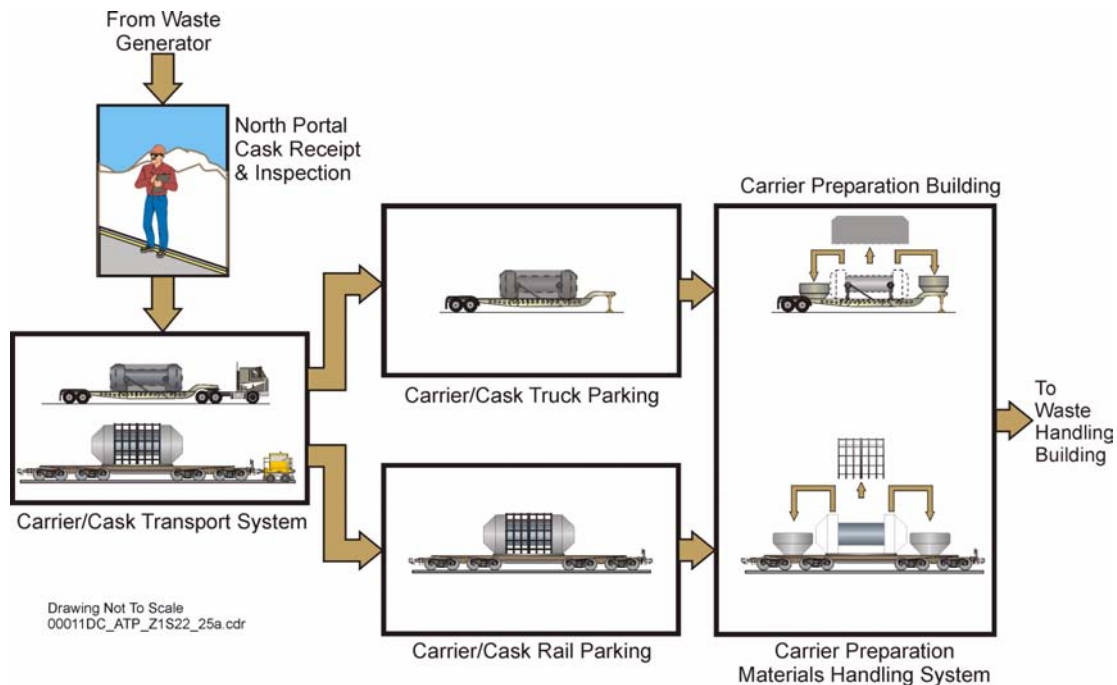 From Waste
Generator
North Portal
Cask Receipt
& Inspection
Carrier/Cask Transport System
Carrier/Cask Truck Parking
Carrier/Cask Rail Parking
Carrier Preparation Building
Carrier Preparation
Materials Handling System
To
Waste
Handling
Building
Drawing Not To Scale
00011DC_ATP_Z1S22_25a.cdr